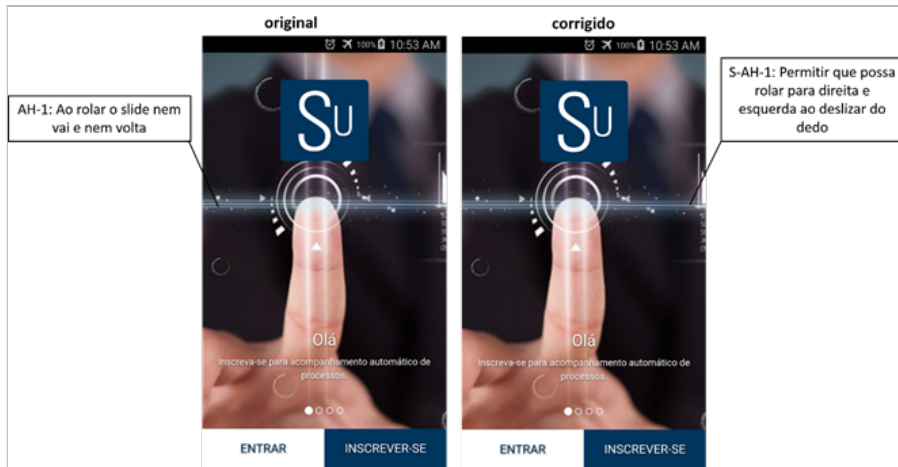 original
corrigido
100% 10:53 AM
100% 10:53 AM
AH-1: Ao rolar o slide nem
vai e nem volta
S-AH-1: Permitir que possa
rolar para direita e
esquerda ao deslizar do
dedo
SU
SU
Olá
Inscreva-se para acompanhamento automático de
processos.
Olá
Inscreva-se para acompanhamento automático de
processos.
ENTRAR
INSCREVER-SE
ENTRAR
INSCREVER-SE